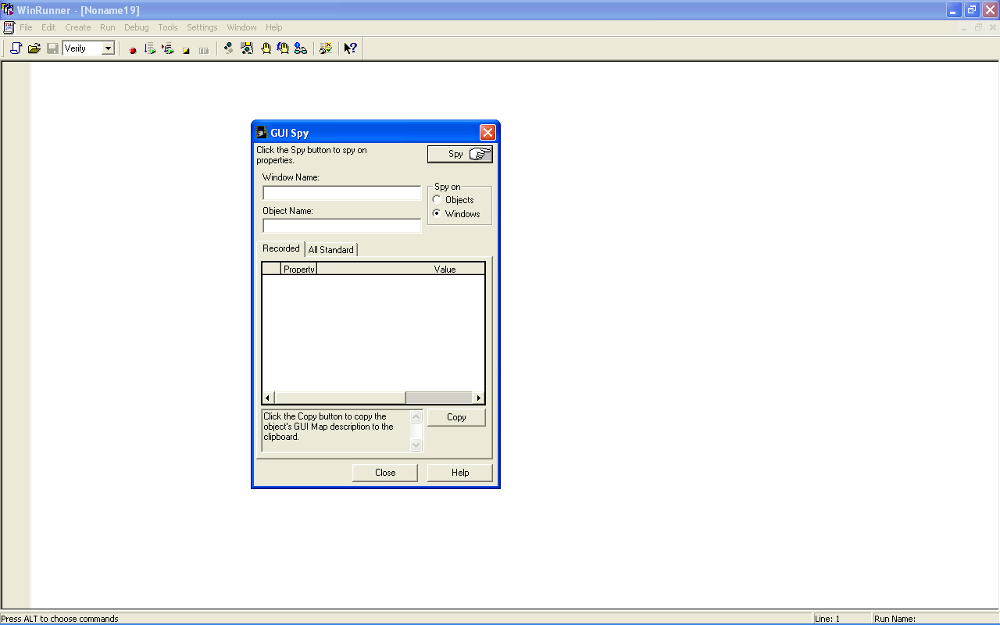 WinRunner - [Noname19]
File Edit Create Run Debug Tools Settings Window Help
Verify
GUI Spy
Click the Spy button to spy on
properties.
Spy
Window Name:
Spy on
Objects
Object Name:
Windows
Recorded All Standard
Property Value
Click the Copy button to copy the
object's GUI Map description to the
clipboard.
Copy
Close Help
Press ALT to choose commands Line: 1 Run Name: